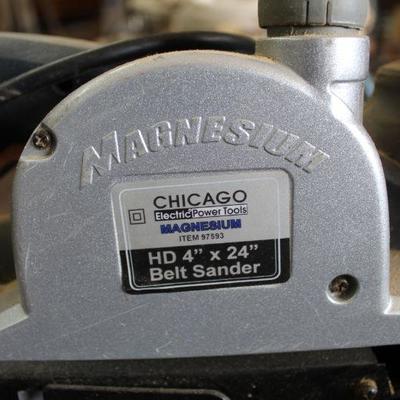 MAGNESIUM
CHICAGO
Electric Power Tools
MAGNESIUM
ITEM 97593
HD 4" x 24"
Belt Sander